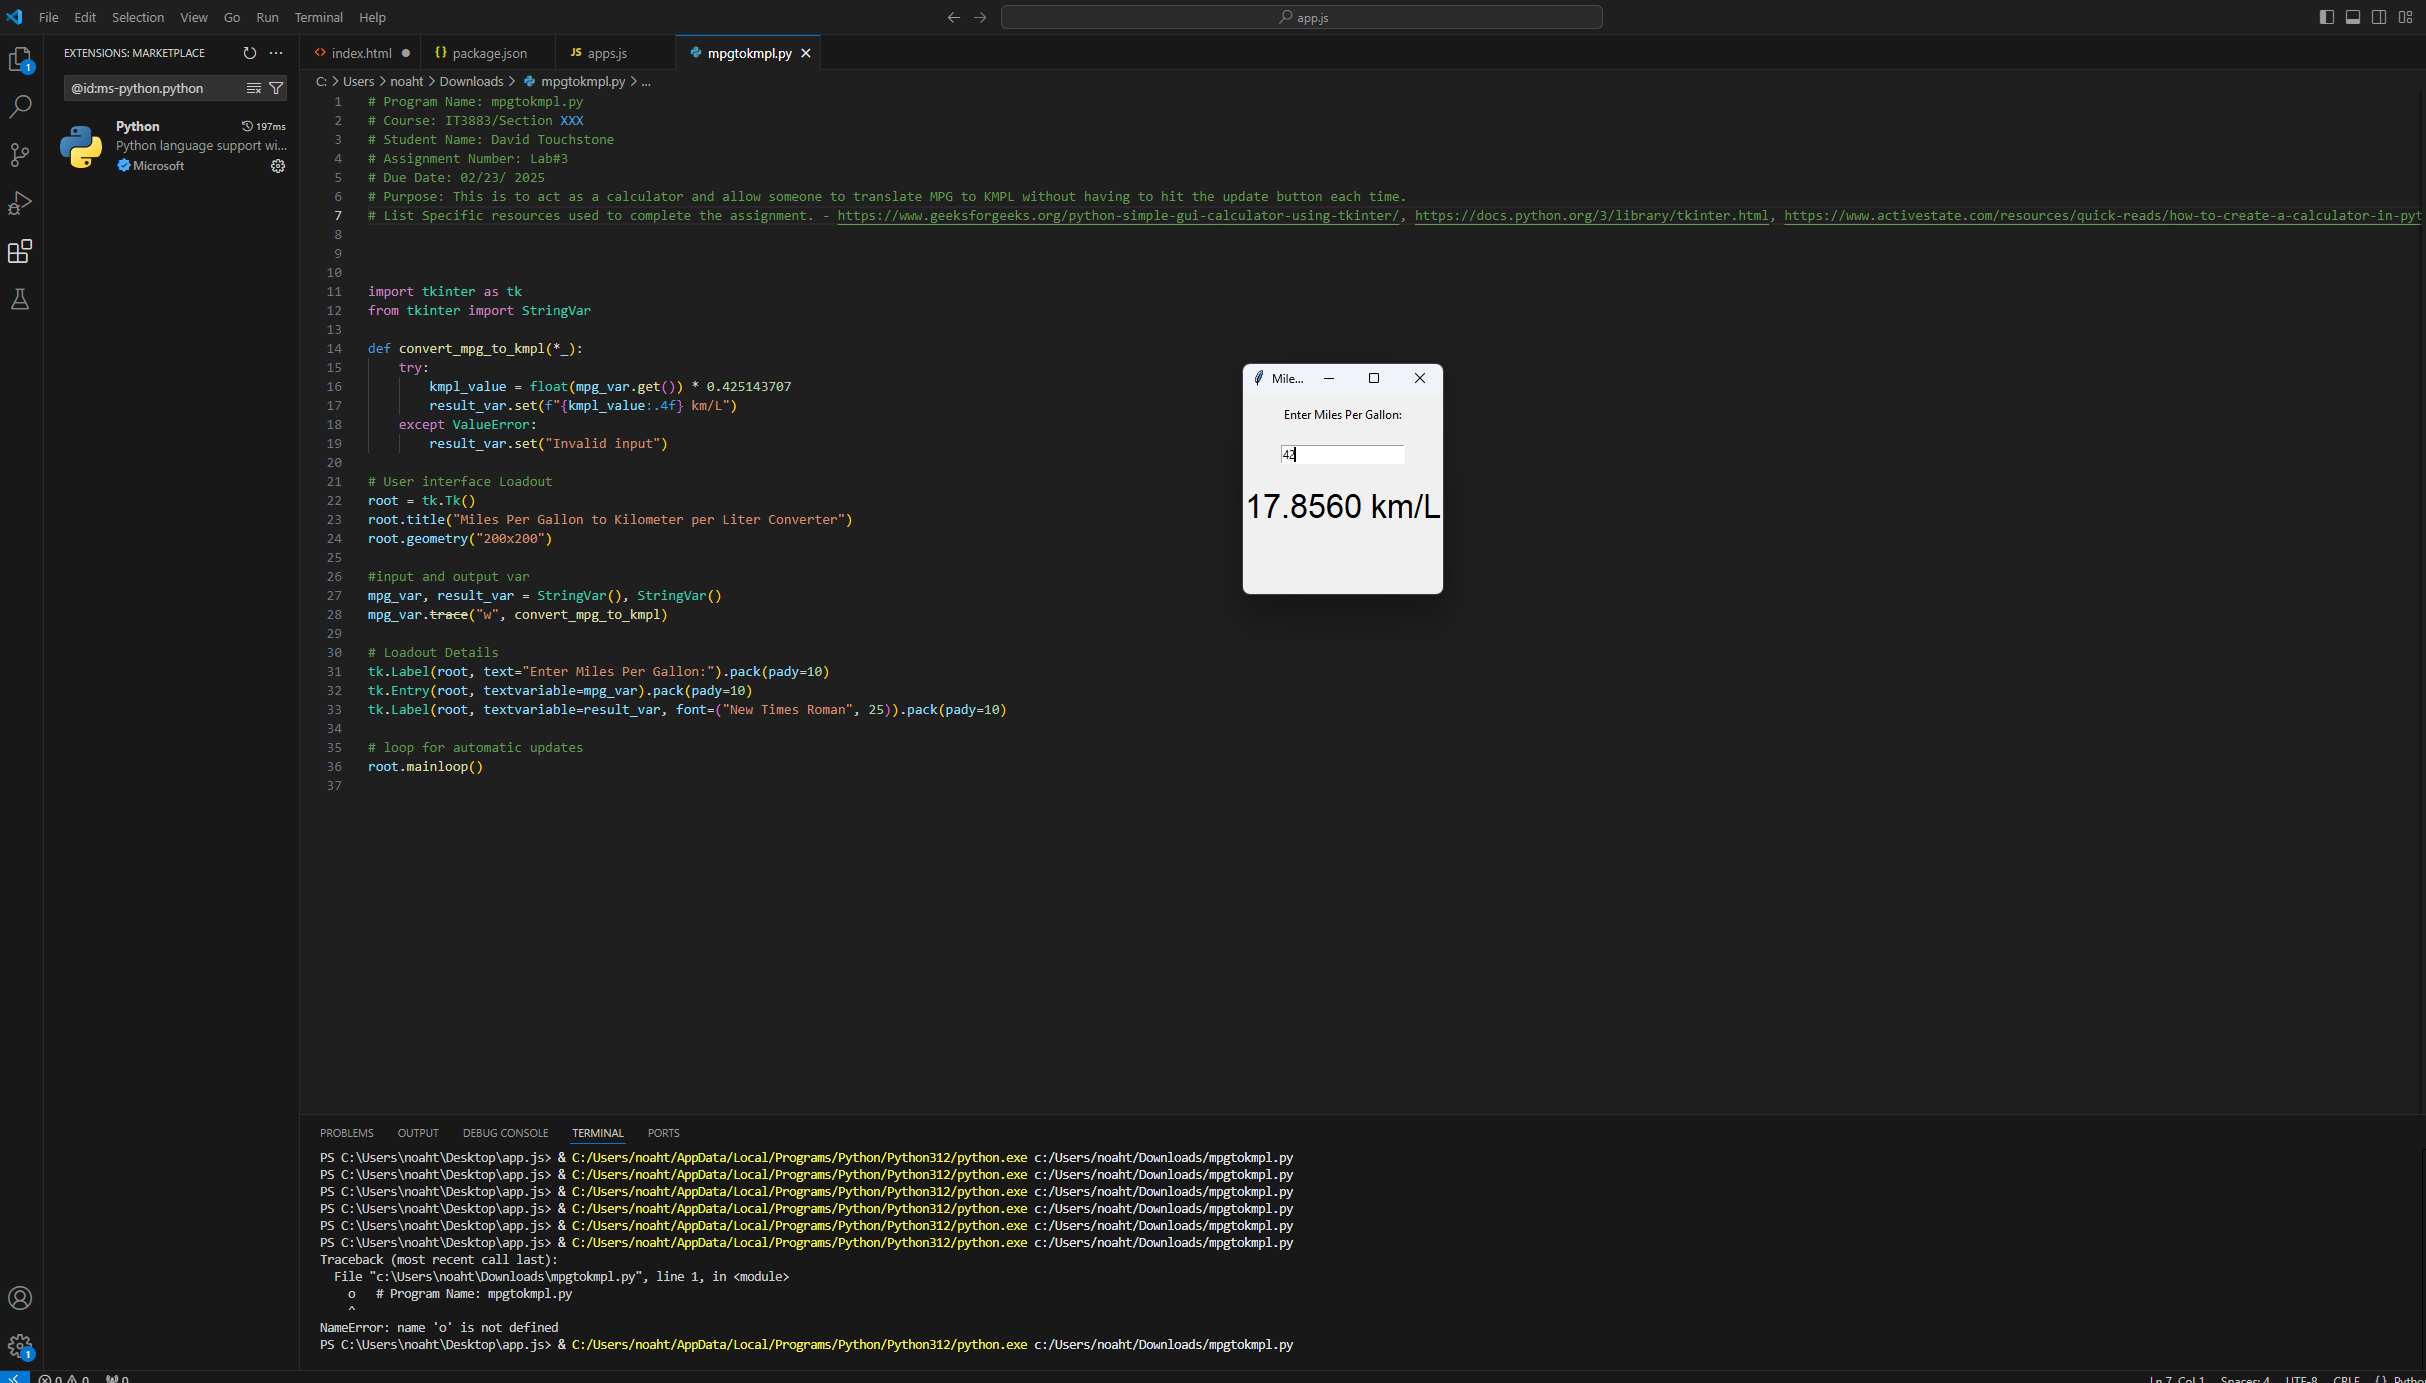 File Edit Selection View Go Run Terminal Help
app.js
EXTENSIONS: MARKETPLACE
@id:ms-python.python
Python 197ms
Python language support wi...
Microsoft
1
1
index.html package.json apps.js mpgtokmpl.py
C: > Users > noaht > Downloads > mpgtokmpl.py > ...
1 # Program Name: mpgtokmpl.py
2 # Course: IT3883/Section XXX
3 # Student Name: David Touchstone
4 # Assignment Number: Lab#3
5 # Due Date: 02/23/ 2025
6 # Purpose: This is to act as a calculator and allow someone to translate MPG to KMPL without having to hit the update button each time.
7 # List Specific resources used to complete the assignment. - https://www.geeksforgeeks.org/python-simple-gui-calculator-using-tkinter/, https://docs.python.org/3/library/tkinter.html, https://www.activestate.com/resources/quick-reads/how-to-create-a-calculator-in-pyt
8
9
10
11 import tkinter as tk
12 from tkinter import StringVar
13
14 def convert_mpg_to_kmpl(*_):
15 try:
16 kmpl_value = float(mpg_var.get()) * 0.425143707
17 result_var.set(f"{kmpl_value:.4f} km/L")
18 except ValueError:
19 result_var.set("Invalid input")
20
21 # User interface Loadout
22 root = tk.Tk()
23 root.title("Miles Per Gallon to Kilometer per Liter Converter")
24 root.geometry("200x200")
25
26 #input and output var
27 mpg_var, result_var = StringVar(), StringVar()
28 mpg_var.trace("w", convert_mpg_to_kmpl)
29
30 # Loadout Details
31 tk.Label(root, text="Enter Miles Per Gallon:").pack(pady=10)
32 tk.Entry(root, textvariable=mpg_var).pack(pady=10)
33 tk.Label(root, textvariable=result_var, font=("New Times Roman", 25)).pack(pady=10)
34
35 # loop for automatic updates
36 root.mainloop()
37
Mile...
Enter Miles Per Gallon:
42
17.8560 km/L
PROBLEMS OUTPUT DEBUG CONSOLE TERMINAL PORTS
PS C:\Users\noaht\Desktop\app.js> & C:/Users/noaht/AppData/Local/Programs/Python/Python312/python.exe c:/Users/noaht/Downloads/mpgtokmpl.py
PS C:\Users\noaht\Desktop\app.js> & C:/Users/noaht/AppData/Local/Programs/Python/Python312/python.exe c:/Users/noaht/Downloads/mpgtokmpl.py
PS C:\Users\noaht\Desktop\app.js> & C:/Users/noaht/AppData/Local/Programs/Python/Python312/python.exe c:/Users/noaht/Downloads/mpgtokmpl.py
PS C:\Users\noaht\Desktop\app.js> & C:/Users/noaht/AppData/Local/Programs/Python/Python312/python.exe c:/Users/noaht/Downloads/mpgtokmpl.py
PS C:\Users\noaht\Desktop\app.js> & C:/Users/noaht/AppData/Local/Programs/Python/Python312/python.exe c:/Users/noaht/Downloads/mpgtokmpl.py
PS C:\Users\noaht\Desktop\app.js> & C:/Users/noaht/AppData/Local/Programs/Python/Python312/python.exe c:/Users/noaht/Downloads/mpgtokmpl.py
Traceback (most recent call last):
File "c:\Users\noaht\Downloads\mpgtokmpl.py", line 1, in <module>
o # Program Name: mpgtokmpl.py
^
NameError: name 'o' is not defined
PS C:\Users\noaht\Desktop\app.js> & C:/Users/noaht/AppData/Local/Programs/Python/Python312/python.exe c:/Users/noaht/Downloads/mpgtokmpl.py
0 0 0 Ln 7, Col 1 Spaces: 4 UTF-8 CRLF {} Pytho